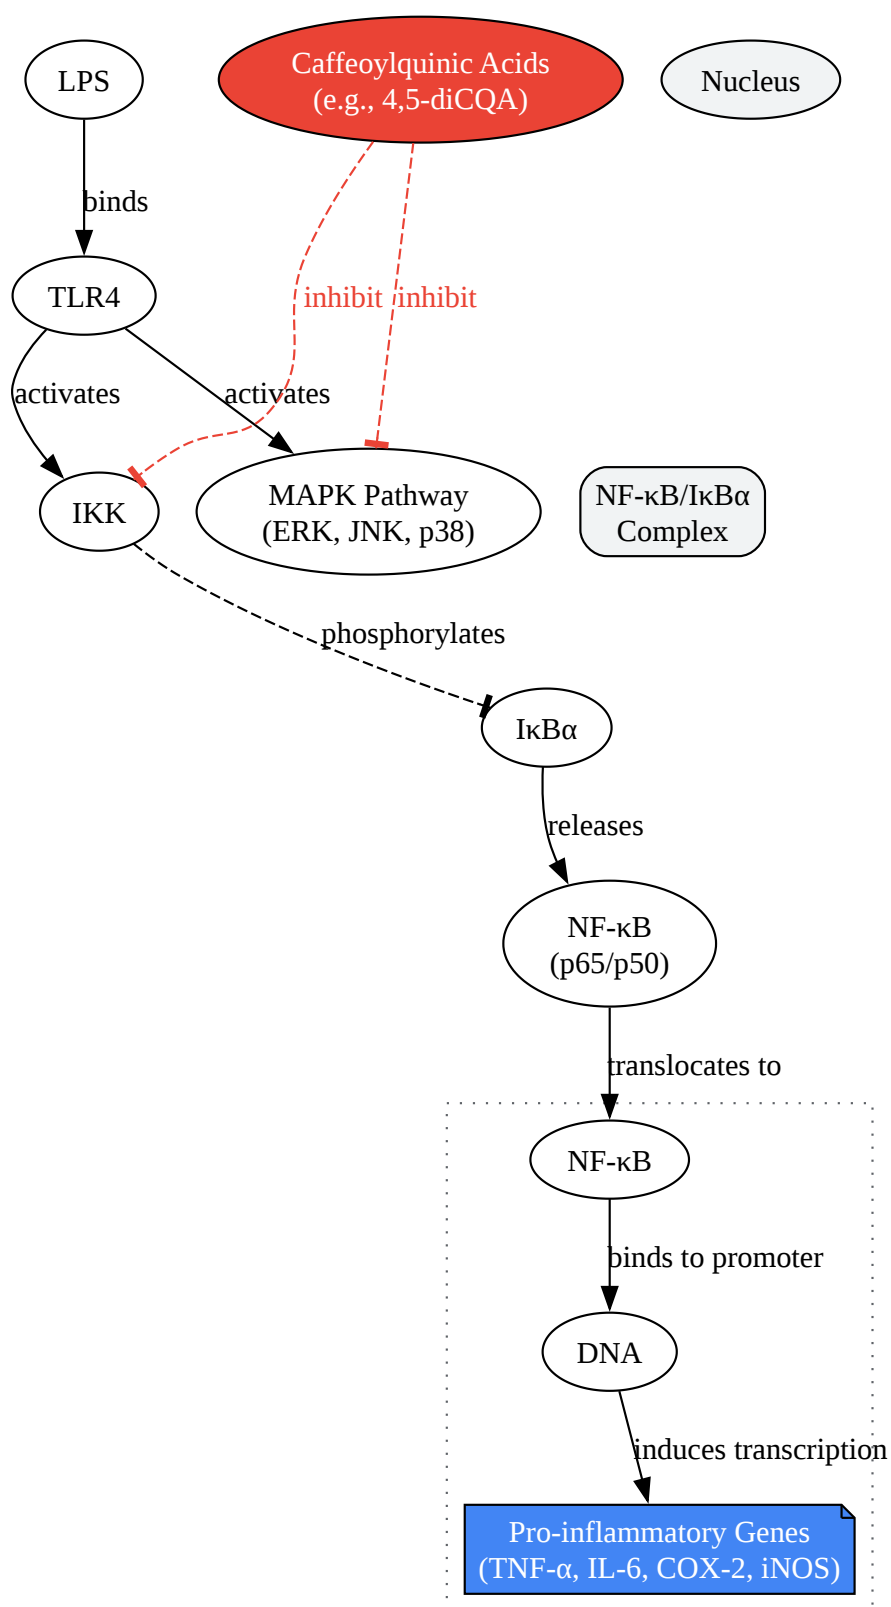 LPS
Caffeoylquinic Acids
(e.g., 4,5-diCQA)
Nucleus
binds
TLR4
inhibit
inhibit
activates
activates
IKK
MAPK Pathway
(ERK, JNK, p38)
NF-κB/IκBα
Complex
phosphorylates
IκBα
releases
NF-κB
(p65/p50)
translocates to
NF-κB
binds to promoter
DNA
induces transcription
Pro-inflammatory Genes
(TNF-α, IL-6, COX-2, iNOS)